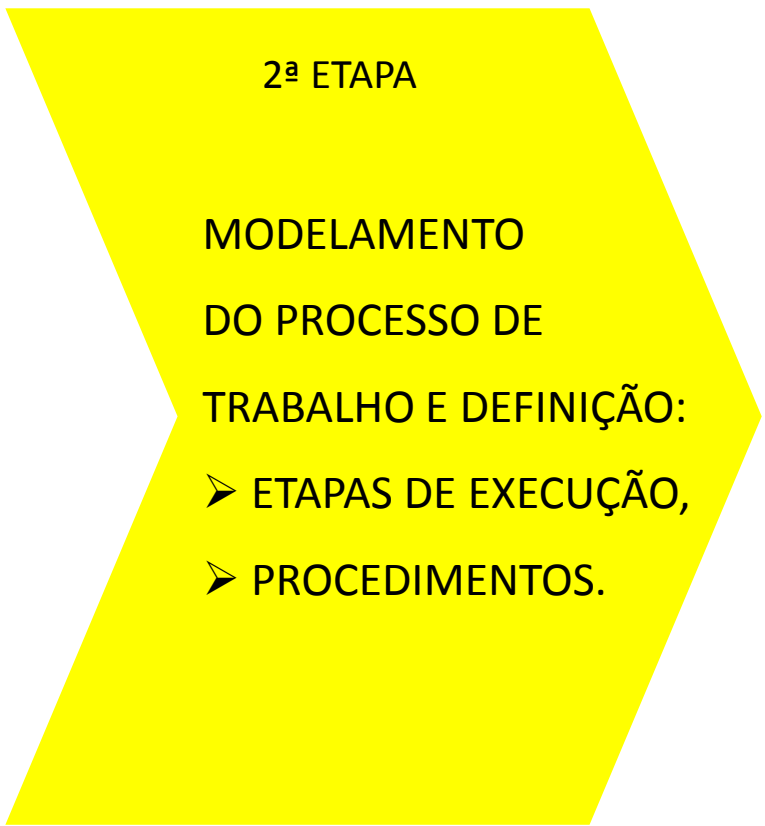 2ª ETAPA
MODELAMENTO
DO PROCESSO DE
TRABALHO E DEFINIÇÃO:
➢ ETAPAS DE EXECUÇÃO,
➢ PROCEDIMENTOS.